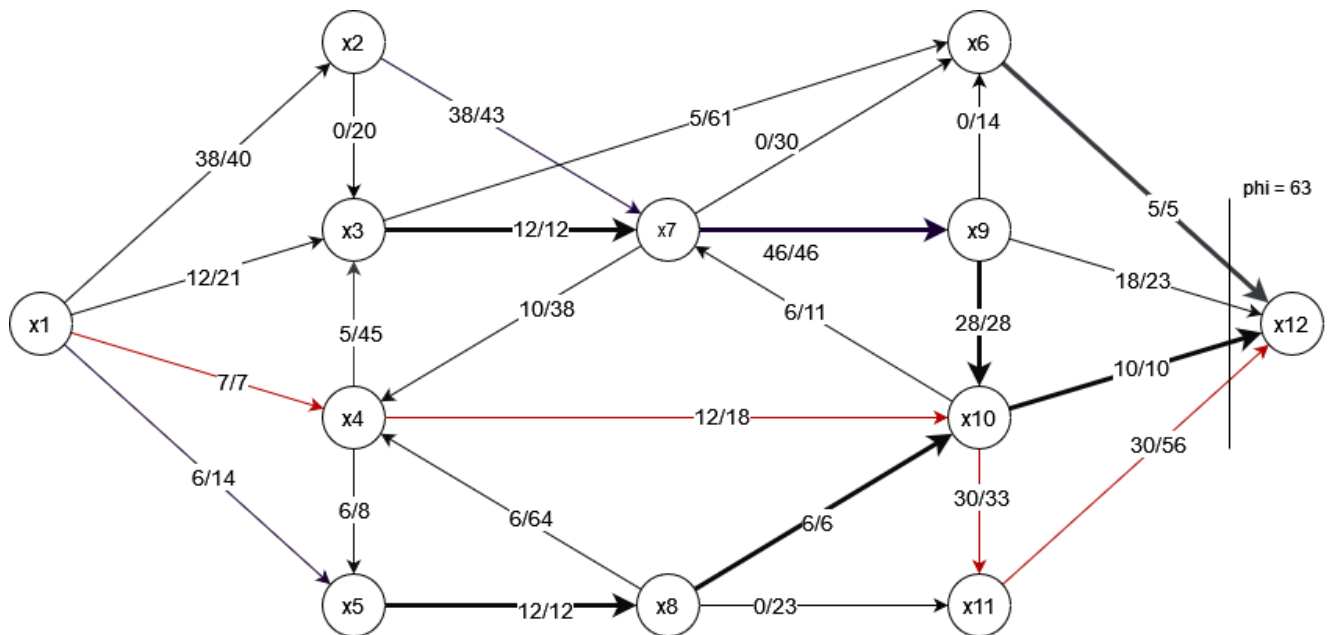 x2
x6
38/43
5/61
0/20
0/30
0/14
38/40
phi = 63
5/5
x3
12/12
x7
46/46
x9
12/21
10/38
6/11
18/23
x1
5/45
28/28
x12
7/7
10/10
x4
12/18
x10
30/56
6/14
6/8
6/64
6/6
30/33
x5
12/12
x8
0/23
x11